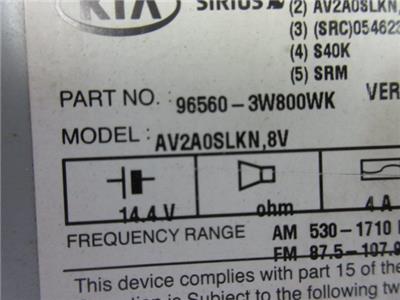 KIA SIRIUS (2) AV2A0SLKN,
(3) (SRC)054623
(4) S40K
(5) SRM
PART NO. : 96560-3W800WK VER
MODEL : AV2A0SLKN,8V
14.4 V ohm 4 A
FREQUENCY RANGE AM 530-1710
FM 87.5-107.9
This device complies with part 15 of the
is Subject to the following